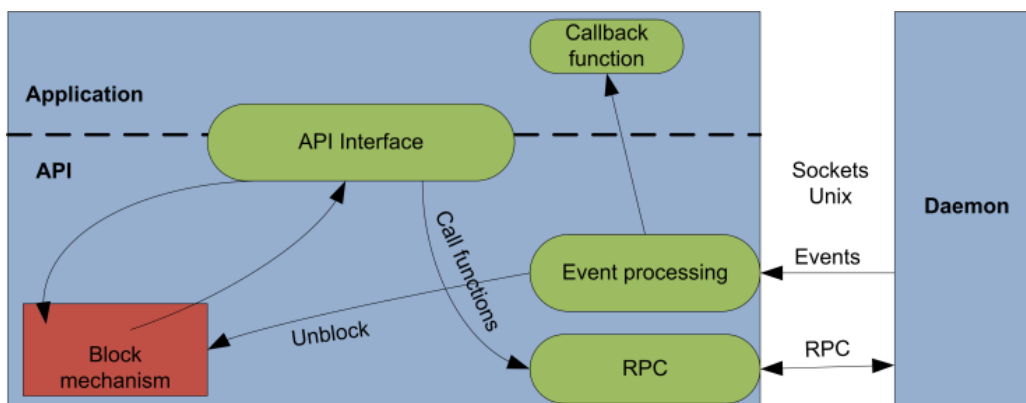 Callback
function
Application
API Interface
API
Sockets
Unix
Daemon
Call functions
Event processing
Events
Unblock
Block
mechanism
RPC
RPC